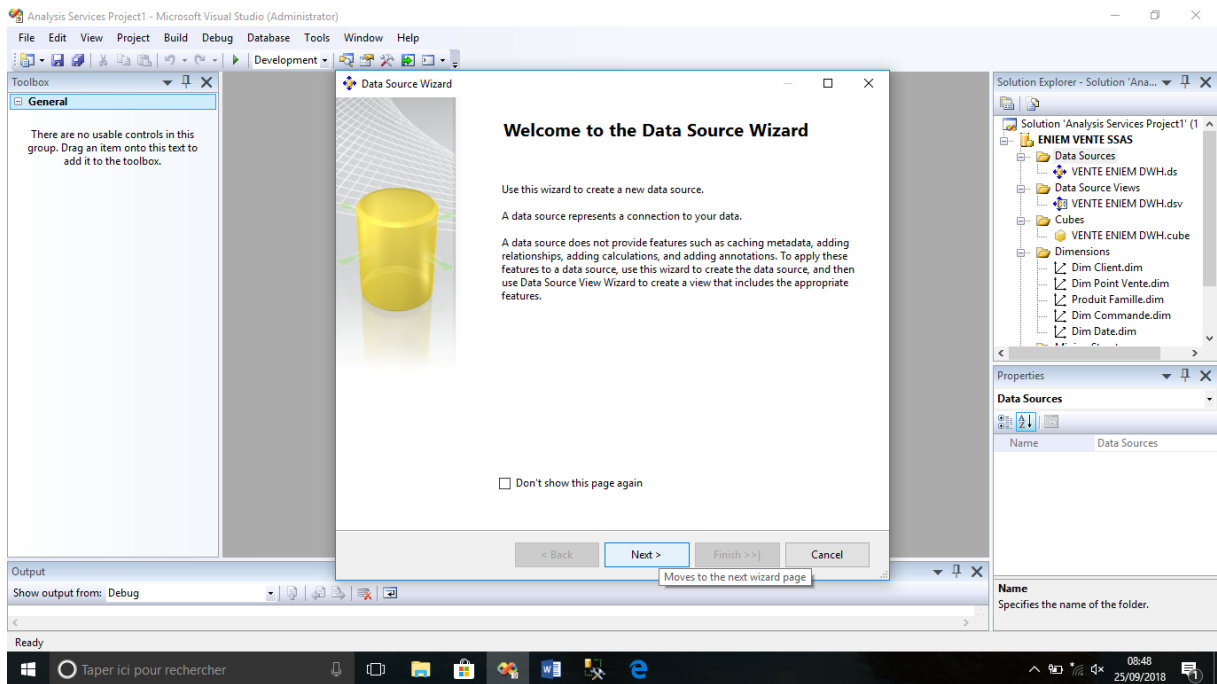 Analysis Services Project1 - Microsoft Visual Studio (Administrator)
File Edit View Project Build Debug Database Tools Window Help
Development
Toolbox
General
There are no usable controls in this
group. Drag an item onto this text to
add it to the toolbox.
Data Source Wizard
Welcome to the Data Source Wizard
Use this wizard to create a new data source.
A data source represents a connection to your data.
A data source does not provide features such as caching metadata, adding
relationships, adding calculations, and adding annotations. To apply these
features to a data source, use this wizard to create the data source, and then
use Data Source View Wizard to create a view that includes the appropriate
features.
Don't show this page again
< Back Next > Finish >>| Cancel
Moves to the next wizard page
Solution Explorer - Solution 'Ana...
Solution 'Analysis Services Project1' (1
ENIEM VENTE SSAS
Data Sources
VENTE ENIEM DWH.ds
Data Source Views
VENTE ENIEM DWH.dsv
Cubes
VENTE ENIEM DWH.cube
Dimensions
Dim Client.dim
Dim Point Vente.dim
Produit Famille.dim
Dim Commande.dim
Dim Date.dim
Properties
Data Sources
Name Data Sources
Name
Specifies the name of the folder.
Output
Show output from: Debug
Ready
Taper ici pour rechercher
08:48
25/09/2018
1